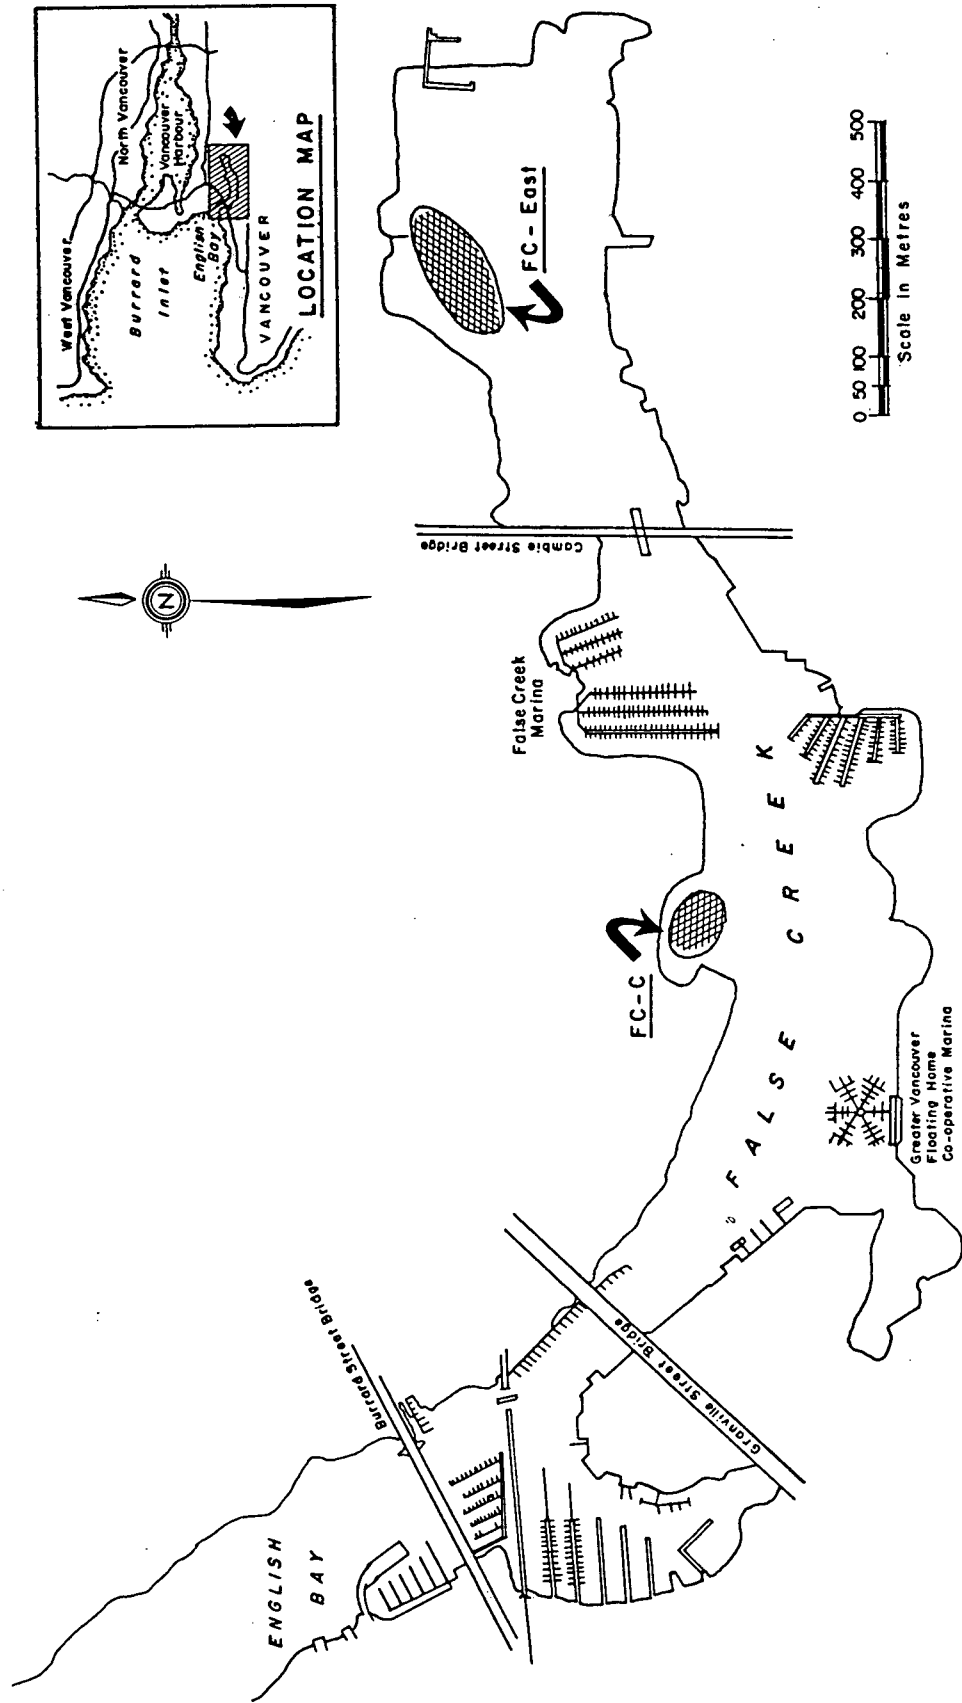 West Vancouver
North Vancouver
Burrard
Inlet
Vancouver
Harbour
English
Bay
VANCOUVER
LOCATION MAP
N
ENGLISH
BAY
Burrard Street Bridge
Granville Street Bridge
FALSE CREEK
FC-C
False Creek
Marina
Cambie Street Bridge
FC-East
Greater Vancouver
Floating Home
Co-operative Marina
0 50 100 200 300 400 500
Scale in Metres